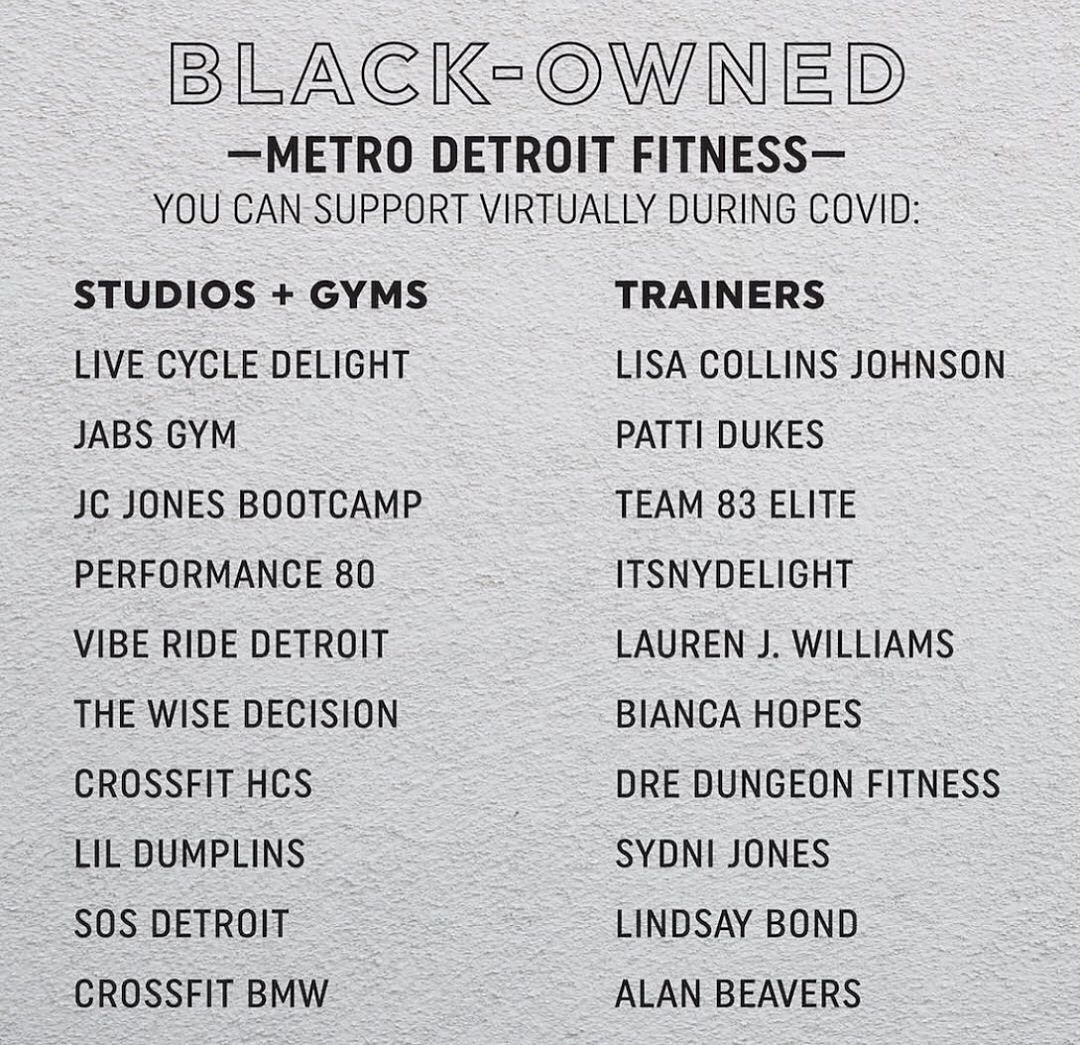 BLACK-OWNED
—METRO DETROIT FITNESS—
YOU CAN SUPPORT VIRTUALLY DURING COVID:
STUDIOS + GYMS
LIVE CYCLE DELIGHT
JABS GYM
JC JONES BOOTCAMP
PERFORMANCE 80
VIBE RIDE DETROIT
THE WISE DECISION
CROSSFIT HCS
LIL DUMPLINS
SOS DETROIT
CROSSFIT BMW
TRAINERS
LISA COLLINS JOHNSON
PATTI DUKES
TEAM 83 ELITE
ITSNYDELIGHT
LAUREN J. WILLIAMS
BIANCA HOPES
DRE DUNGEON FITNESS
SYDNI JONES
LINDSAY BOND
ALAN BEAVERS